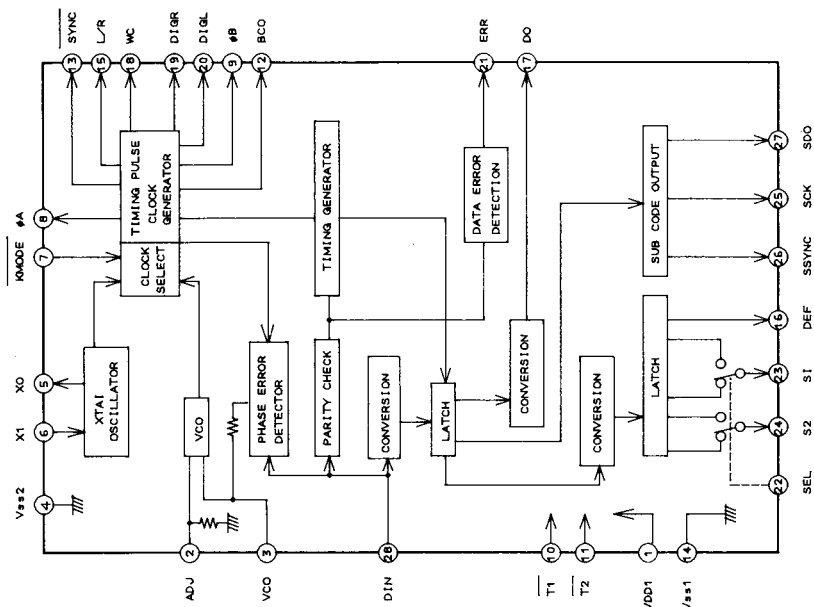 SYNC
L/R
WC
DIGR
DIGL
φB
BCO
ERR
DO
13
15
18
19
20
9
12
21
17
φA
8
KMODE
7
XO
5
X1
6
Vss2
4
TIMING PULSE
CLOCK
GENERATOR
CLOCK
SELECT
XTAI
OSCILLATOR
VCO
PHASE ERROR
DETECTOR
TIMING GENERATOR
PARITY CHECK
CONVERSION
LATCH
DATA ERROR
DETECTION
CONVERSION
CONVERSION
SUB CODE OUTPUT
LATCH
2
3
28
10
11
1
14
ADJ
VCO
DIN
T1
T2
VDD1
Vss1
27
25
26
16
23
24
22
SDO
SCK
SSYNC
DEF
SI
S2
SEL